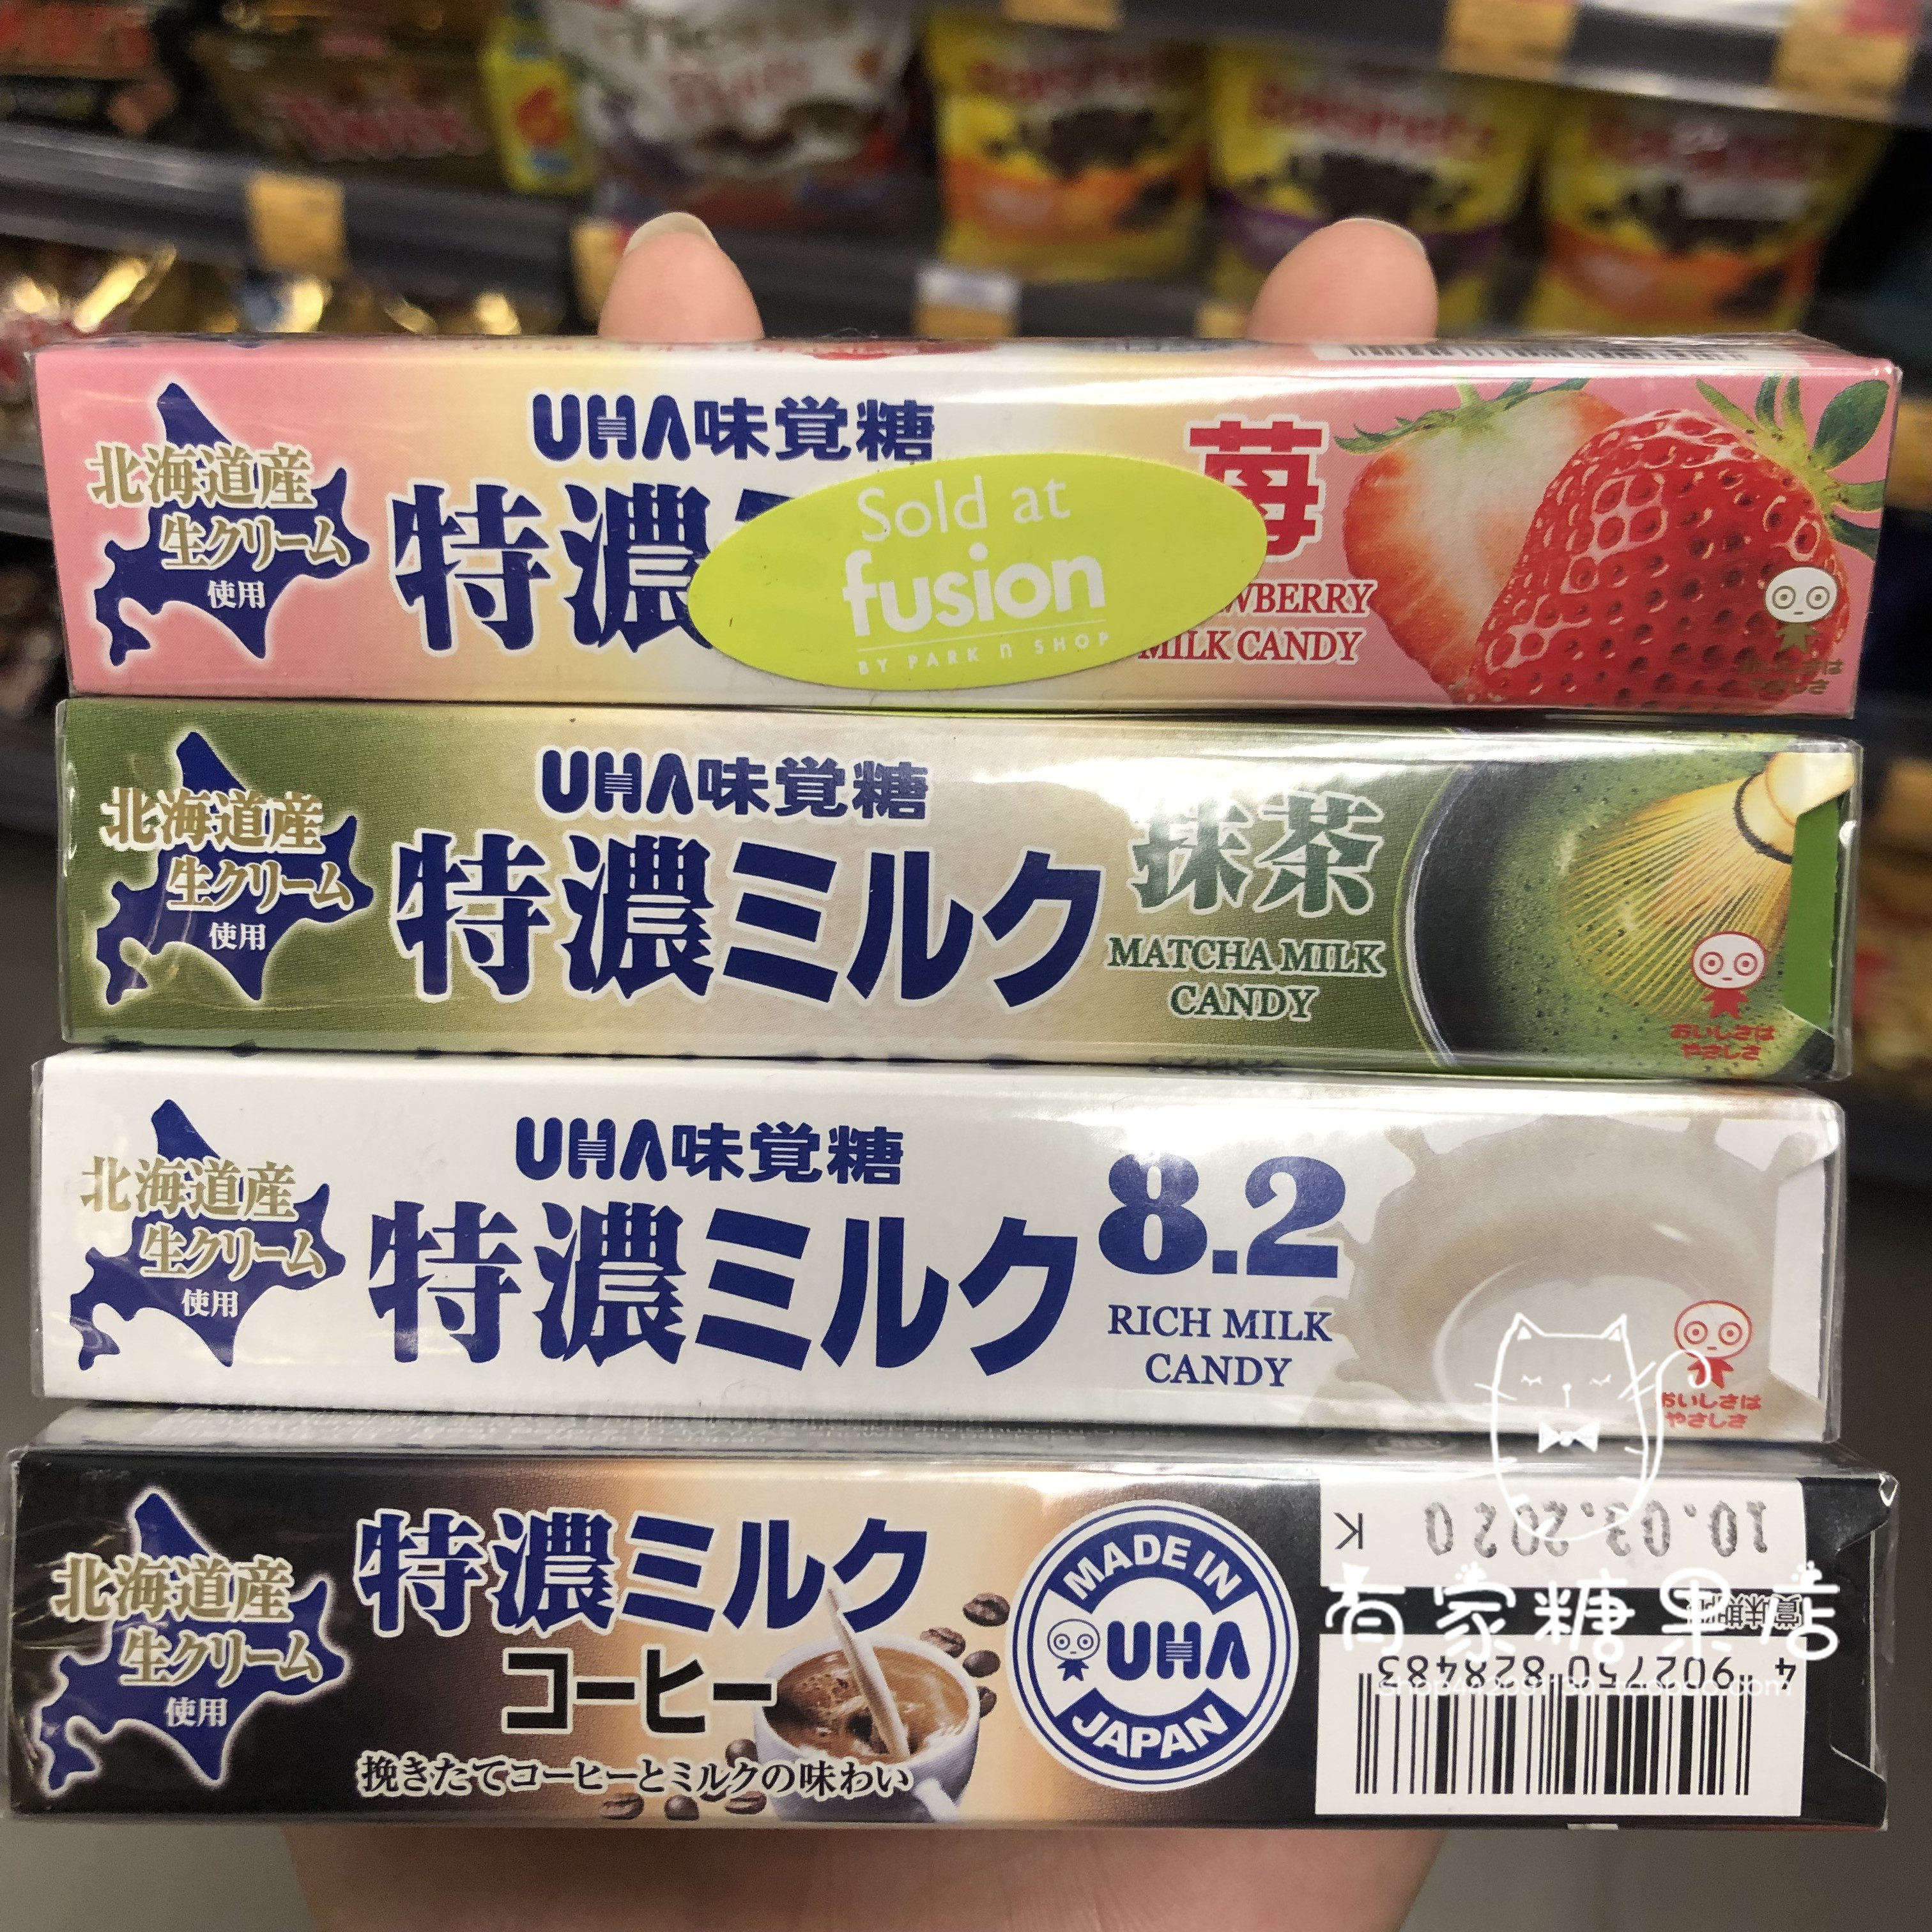 UHA味覚糖
北海道産
生クリーム
使用
特濃
苺
Sold at
fusion
BY PARK n SHOP
MILK CANDY
UHA味覚糖
北海道産
生クリーム
使用
特濃ミルク
抹茶
MATCHA MILK
CANDY
おいしさは
やさしさ
UHA味覚糖
北海道産
生クリーム
使用
特濃ミルク
8.2
RICH MILK
CANDY
おいしさは
やさしさ
北海道産
生クリーム
使用
特濃ミルク
コーヒー
挽きたてコーヒーとミルクの味わい
MADE IN
UHA
JAPAN
10.03.2020 K
有家糖果店
賞味期限
4 902750 828483